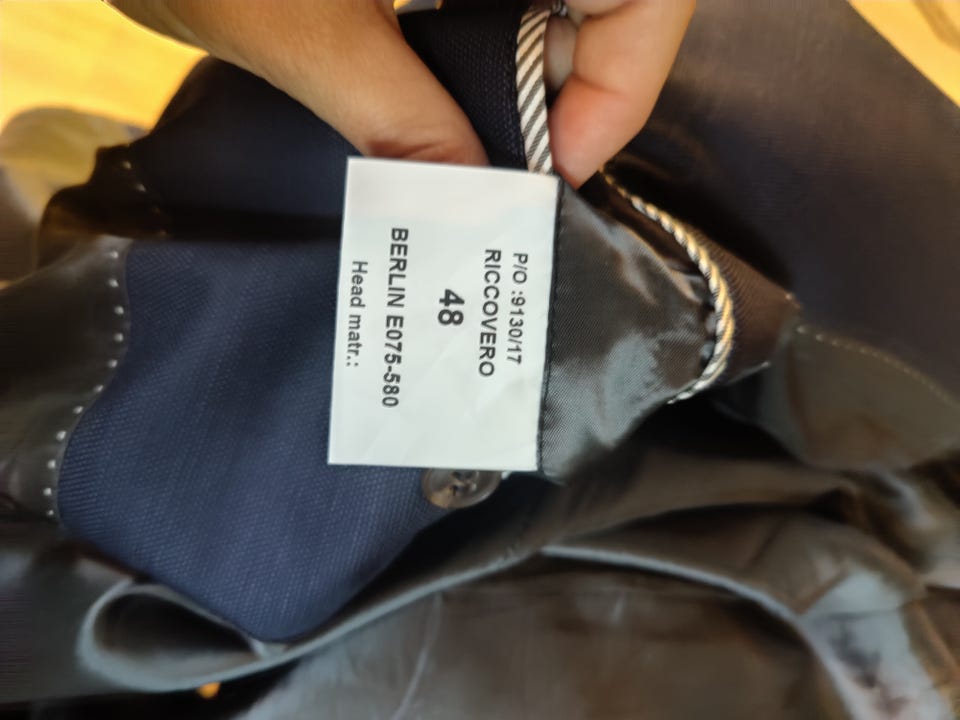 P/O :9130/17
RICCOVERO
48
BERLIN E075-580
Head matr.: